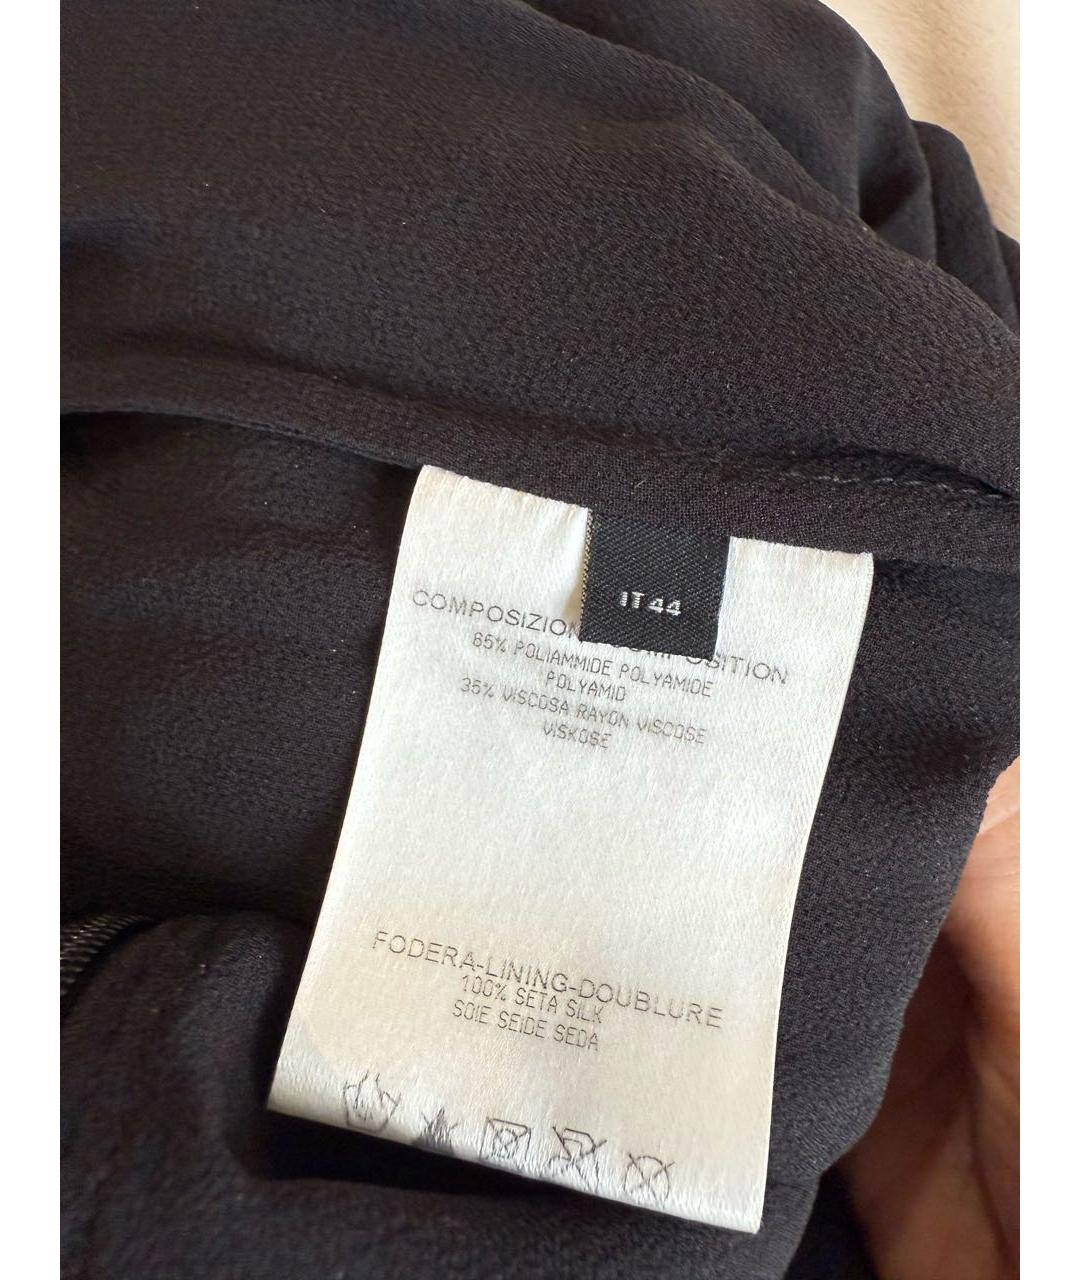 IT 44
COMPOSIZION COMPOSITION
65% POLIAMMIDE POLYAMIDE
POLYAMID
35% VISCOSA RAYON VISCOSE
VISKOSE
FODERA-LINING-DOUBLURE
100% SETA SILK
SOIE SEIDE SEDA